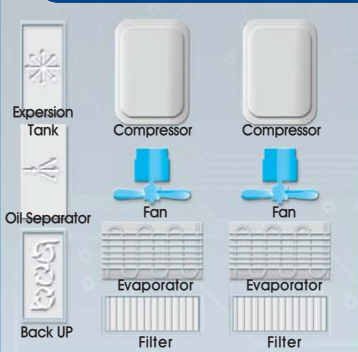 Expersion
Tank
Compressor
Compressor
Oil Separator
Fan
Fan
Evaporator
Evaporator
Back UP
Filter
Filter